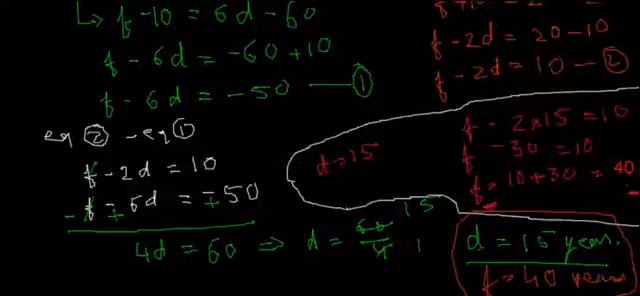 ↳ f - 10 = 6d - 60
f - 6d = -60 + 10
f - 6d = -50 —— ①
eq ② - eq ①
f - 2d = 10
- f ∓ 6d = ∓ 50
4d = 60 ⇒ d = 60/4 15 1
f - 2d = 20 - 10
f - 2d = 10 - ②
d = 15
f - 2×15 = 10
f - 30 = 10
f = 10 + 30 = 40
d = 15 years.
f = 40 years